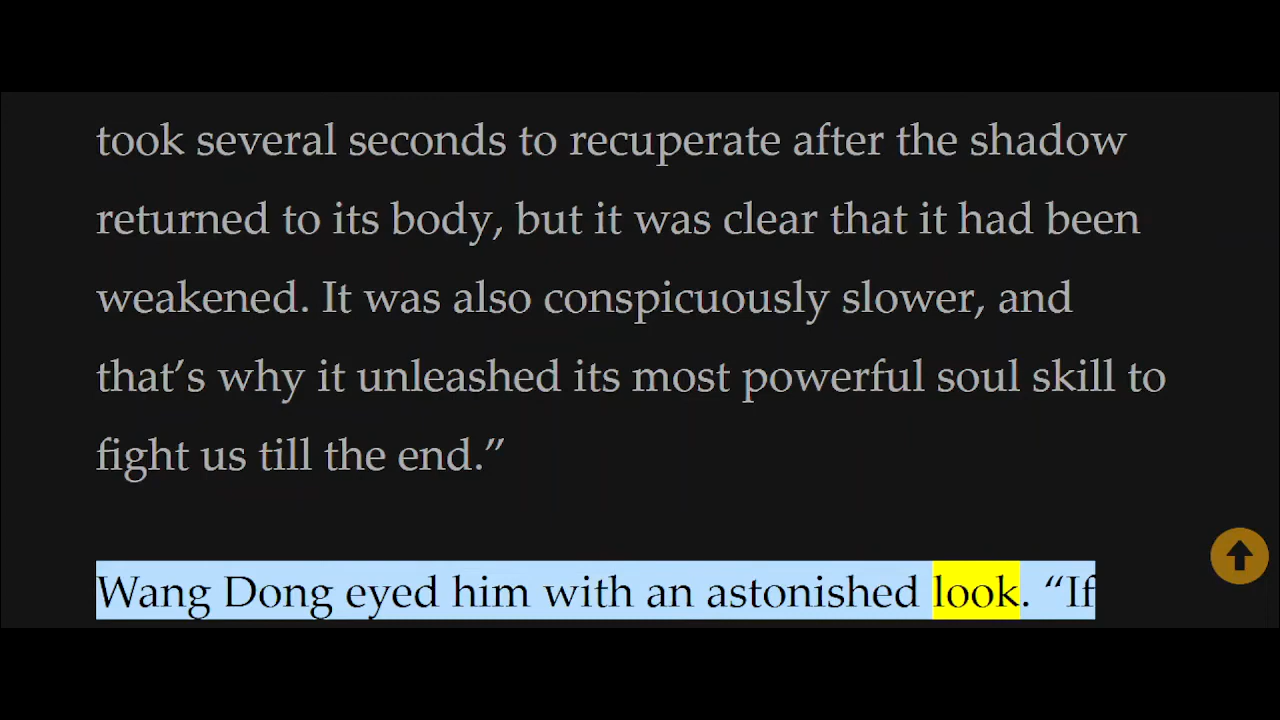 took several seconds to recuperate after the shadow
returned to its body, but it was clear that it had been
weakened. It was also conspicuously slower, and
that’s why it unleashed its most powerful soul skill to
fight us till the end.”
Wang Dong eyed him with an astonished look. “If